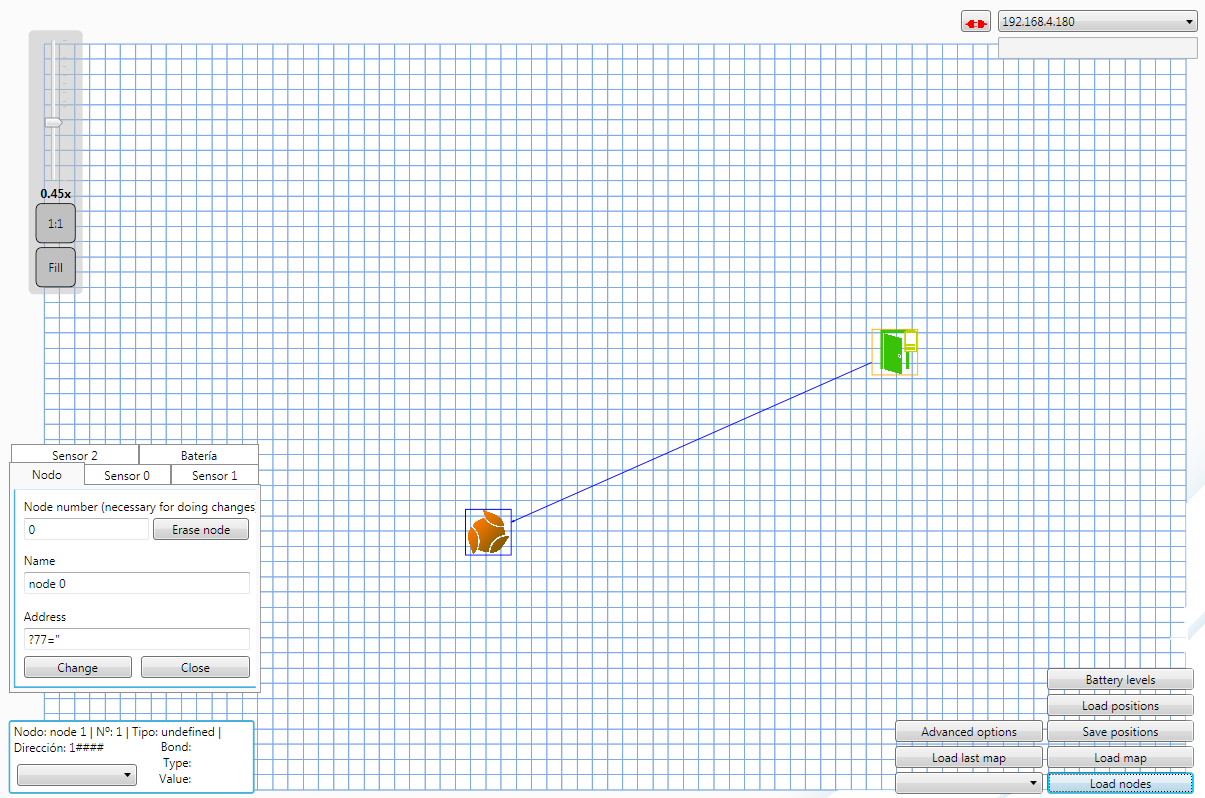 192.168.4.180
0.45x
1:1
Fill
Sensor 2
Batería
Nodo
Sensor 0
Sensor 1
Node number (necessary for doing changes
0
Erase node
Name
node 0
Address
?77="
Change
Close
Nodo: node 1 | Nº: 1 | Tipo: undefined |
Dirección: 1####
Bond:
Type:
Value:
Battery levels
Load positions
Advanced options
Save positions
Load last map
Load map
Load nodes